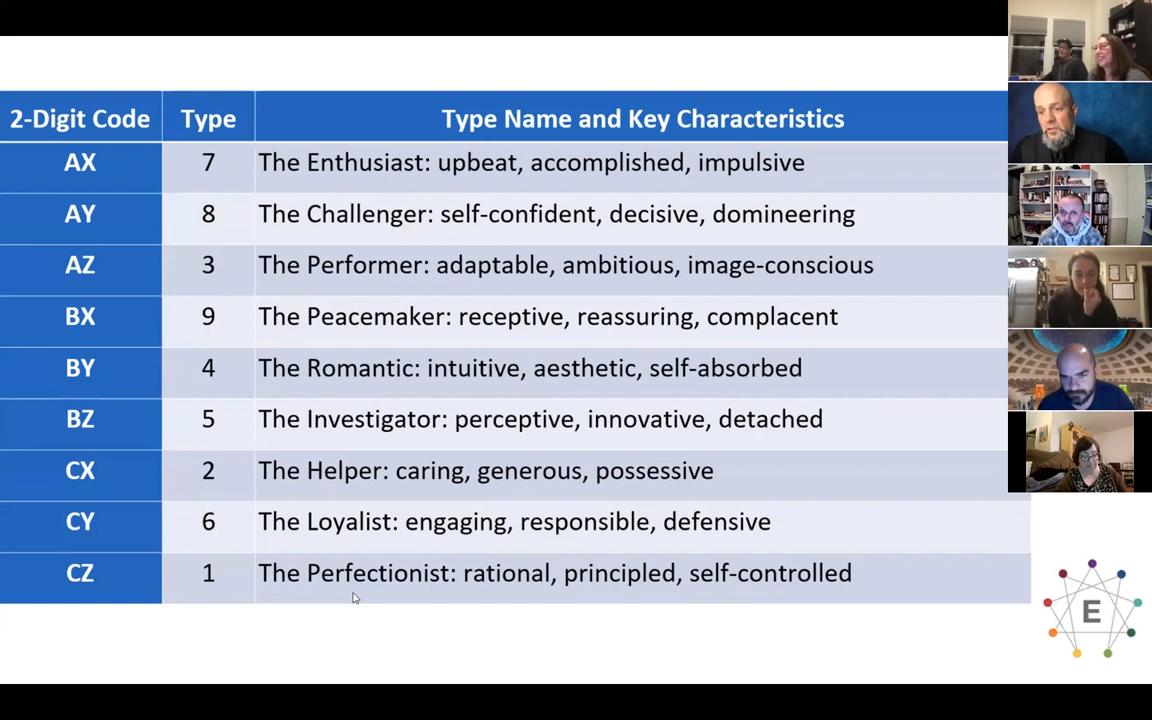 2-Digit Code Type Type Name and Key Characteristics
AX 7 The Enthusiast: upbeat, accomplished, impulsive
AY 8 The Challenger: self-confident, decisive, domineering
AZ 3 The Performer: adaptable, ambitious, image-conscious
BX 9 The Peacemaker: receptive, reassuring, complacent
BY 4 The Romantic: intuitive, aesthetic, self-absorbed
BZ 5 The Investigator: perceptive, innovative, detached
CX 2 The Helper: caring, generous, possessive
CY 6 The Loyalist: engaging, responsible, defensive
CZ 1 The Perfectionist: rational, principled, self-controlled
E